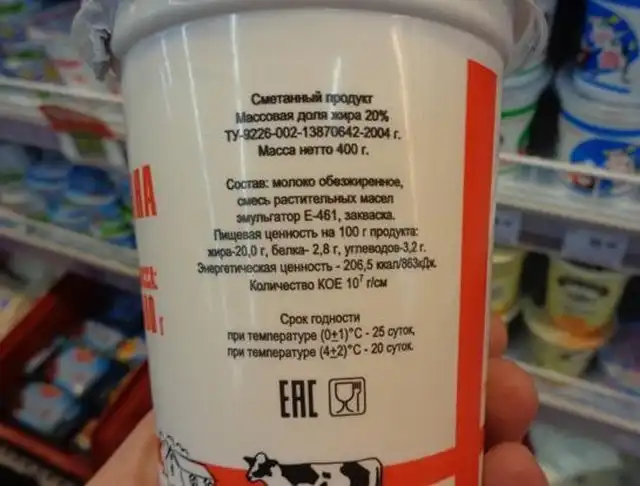 Сметанный продукт
Массовая доля жира 20%
ТУ-9226-002-13870642-2004 г.
Масса нетто 400 г.
Состав: молоко обезжиренное,
смесь растительных масел
эмульгатор Е-461, закваска.
Пищевая ценность на 100 г продукта:
жира-20,0 г, белка- 2,8 г, углеводов-3,2 г.
Энергетическая ценность - 206,5 ккал/863кДж.
Количество КОЕ 10⁷ г/см
Срок годности
при температуре (0±1)°С - 25 суток,
при температуре (4±2)°С - 20 суток.
ЕАС